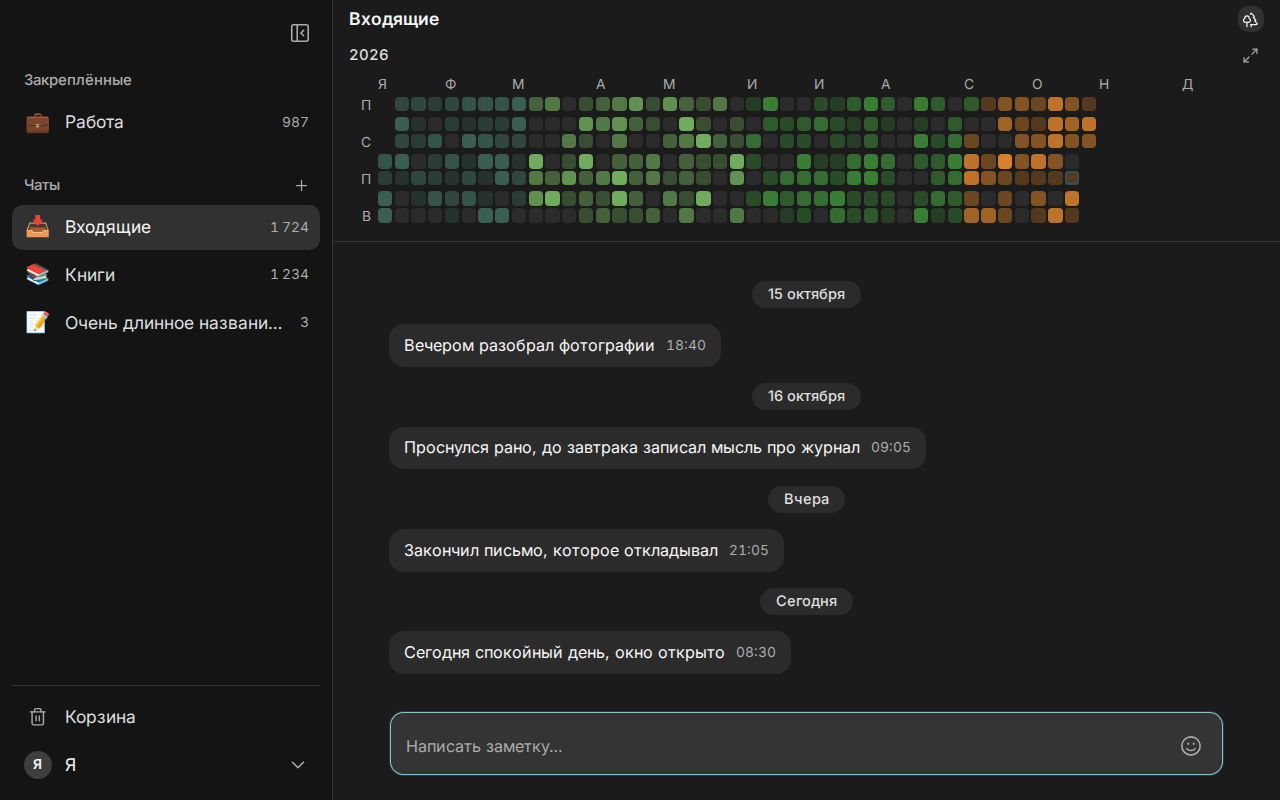 Закреплённые
Работа 987
Чаты
Входящие 1 724
Книги 1 234
Очень длинное названи... 3
Корзина
Я Я
Входящие
2026
Я Ф М А М И И А С О Н Д
П
С
П
В
15 октября
Вечером разобрал фотографии 18:40
16 октября
Проснулся рано, до завтрака записал мысль про журнал 09:05
Вчера
Закончил письмо, которое откладывал 21:05
Сегодня
Сегодня спокойный день, окно открыто 08:30
Написать заметку...